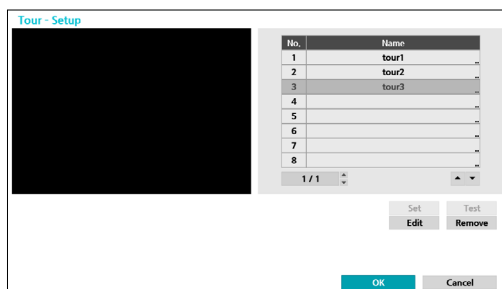 Tour - Setup
No. Name
1 tour1 ..
2 tour2 ..
3 tour3 ..
4 ..
5 ..
6 ..
7 ..
8 ..
1 / 1
Set Test
Edit Remove
OK Cancel